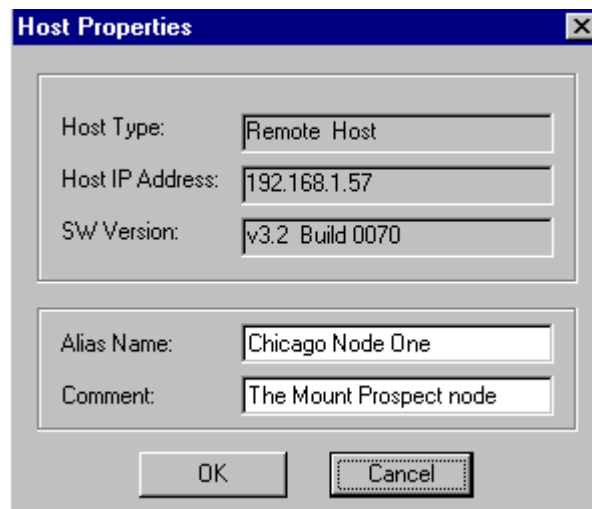 Host Properties
Host Type: Remote Host
Host IP Address: 192.168.1.57
SW Version: v3.2 Build 0070
Alias Name: Chicago Node One
Comment: The Mount Prospect node
OK Cancel